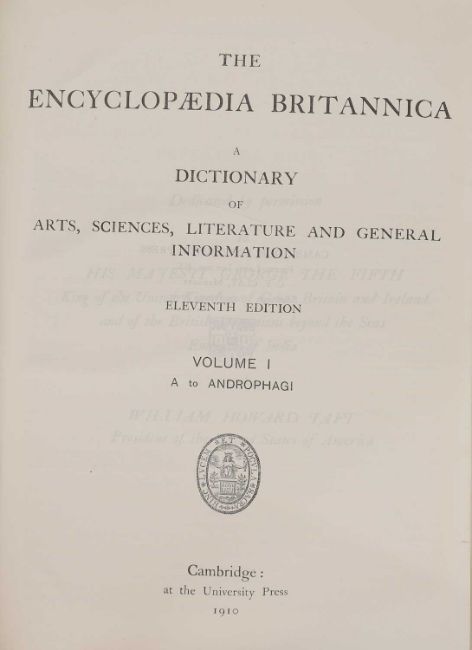 THE
ENCYCLOPÆDIA BRITANNICA
A
DICTIONARY
OF
ARTS, SCIENCES, LITERATURE AND GENERAL
INFORMATION
ELEVENTH EDITION
VOLUME I
A to ANDROPHAGI
Cambridge:
at the University Press
1910